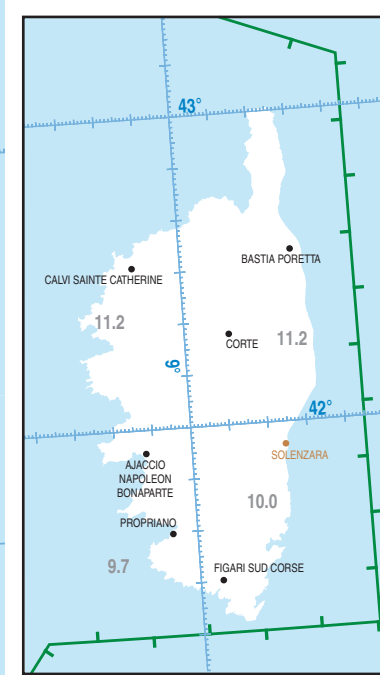 43°
BASTIA PORETTA
CALVI SAINTE CATHERINE
11.2
CORTE
11.2
9°
42°
SOLENZARA
AJACCIO
NAPOLEON
BONAPARTE
10.0
PROPRIANO
9.7
FIGARI SUD CORSE